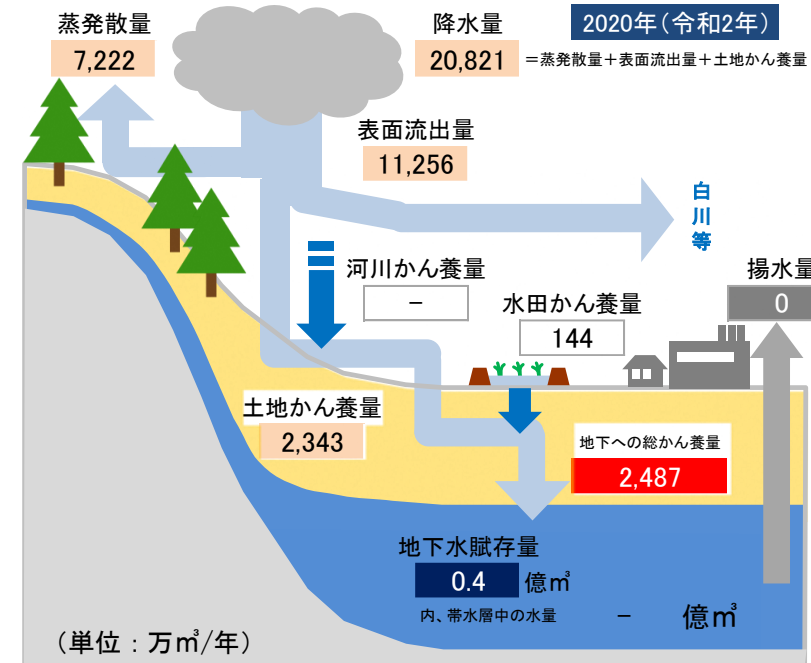 蒸発散量
7,222
降水量
20,821
2020年(令和2年)
＝蒸発散量＋表面流出量＋土地かん養量
表面流出量
11,256
白川等
河川かん養量
－
水田かん養量
144
揚水量
0
土地かん養量
2,343
地下への総かん養量
2,487
地下水賦存量
0.4 億㎥
内、帯水層中の水量 － 億㎥
（単位：万㎥/年）